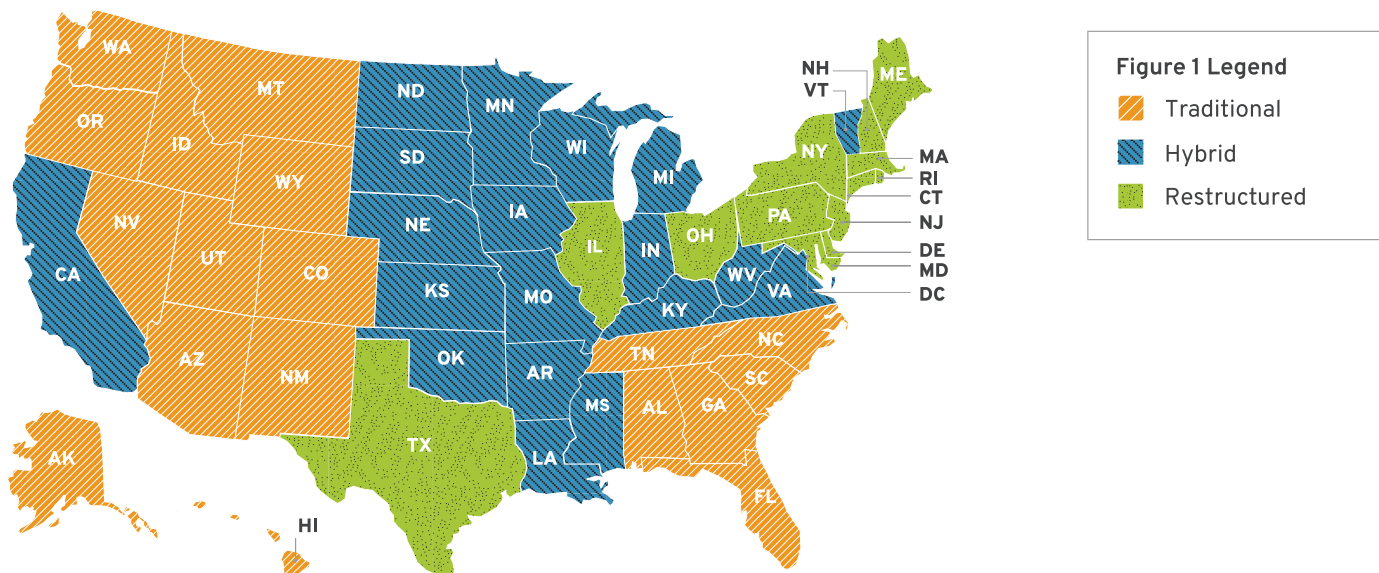 WA
MT
ND
MN
NH
VT
ME
OR
ID
SD
WI
MI
NY
MA
RI
CT
WY
NE
IA
PA
NJ
NV
UT
CO
IL
IN
OH
DE
MD
DC
CA
KS
MO
WV
VA
KY
AZ
NM
OK
AR
TN
NC
SC
MS
AL
GA
TX
LA
FL
AK
HI
Figure 1 Legend
Traditional
Hybrid
Restructured